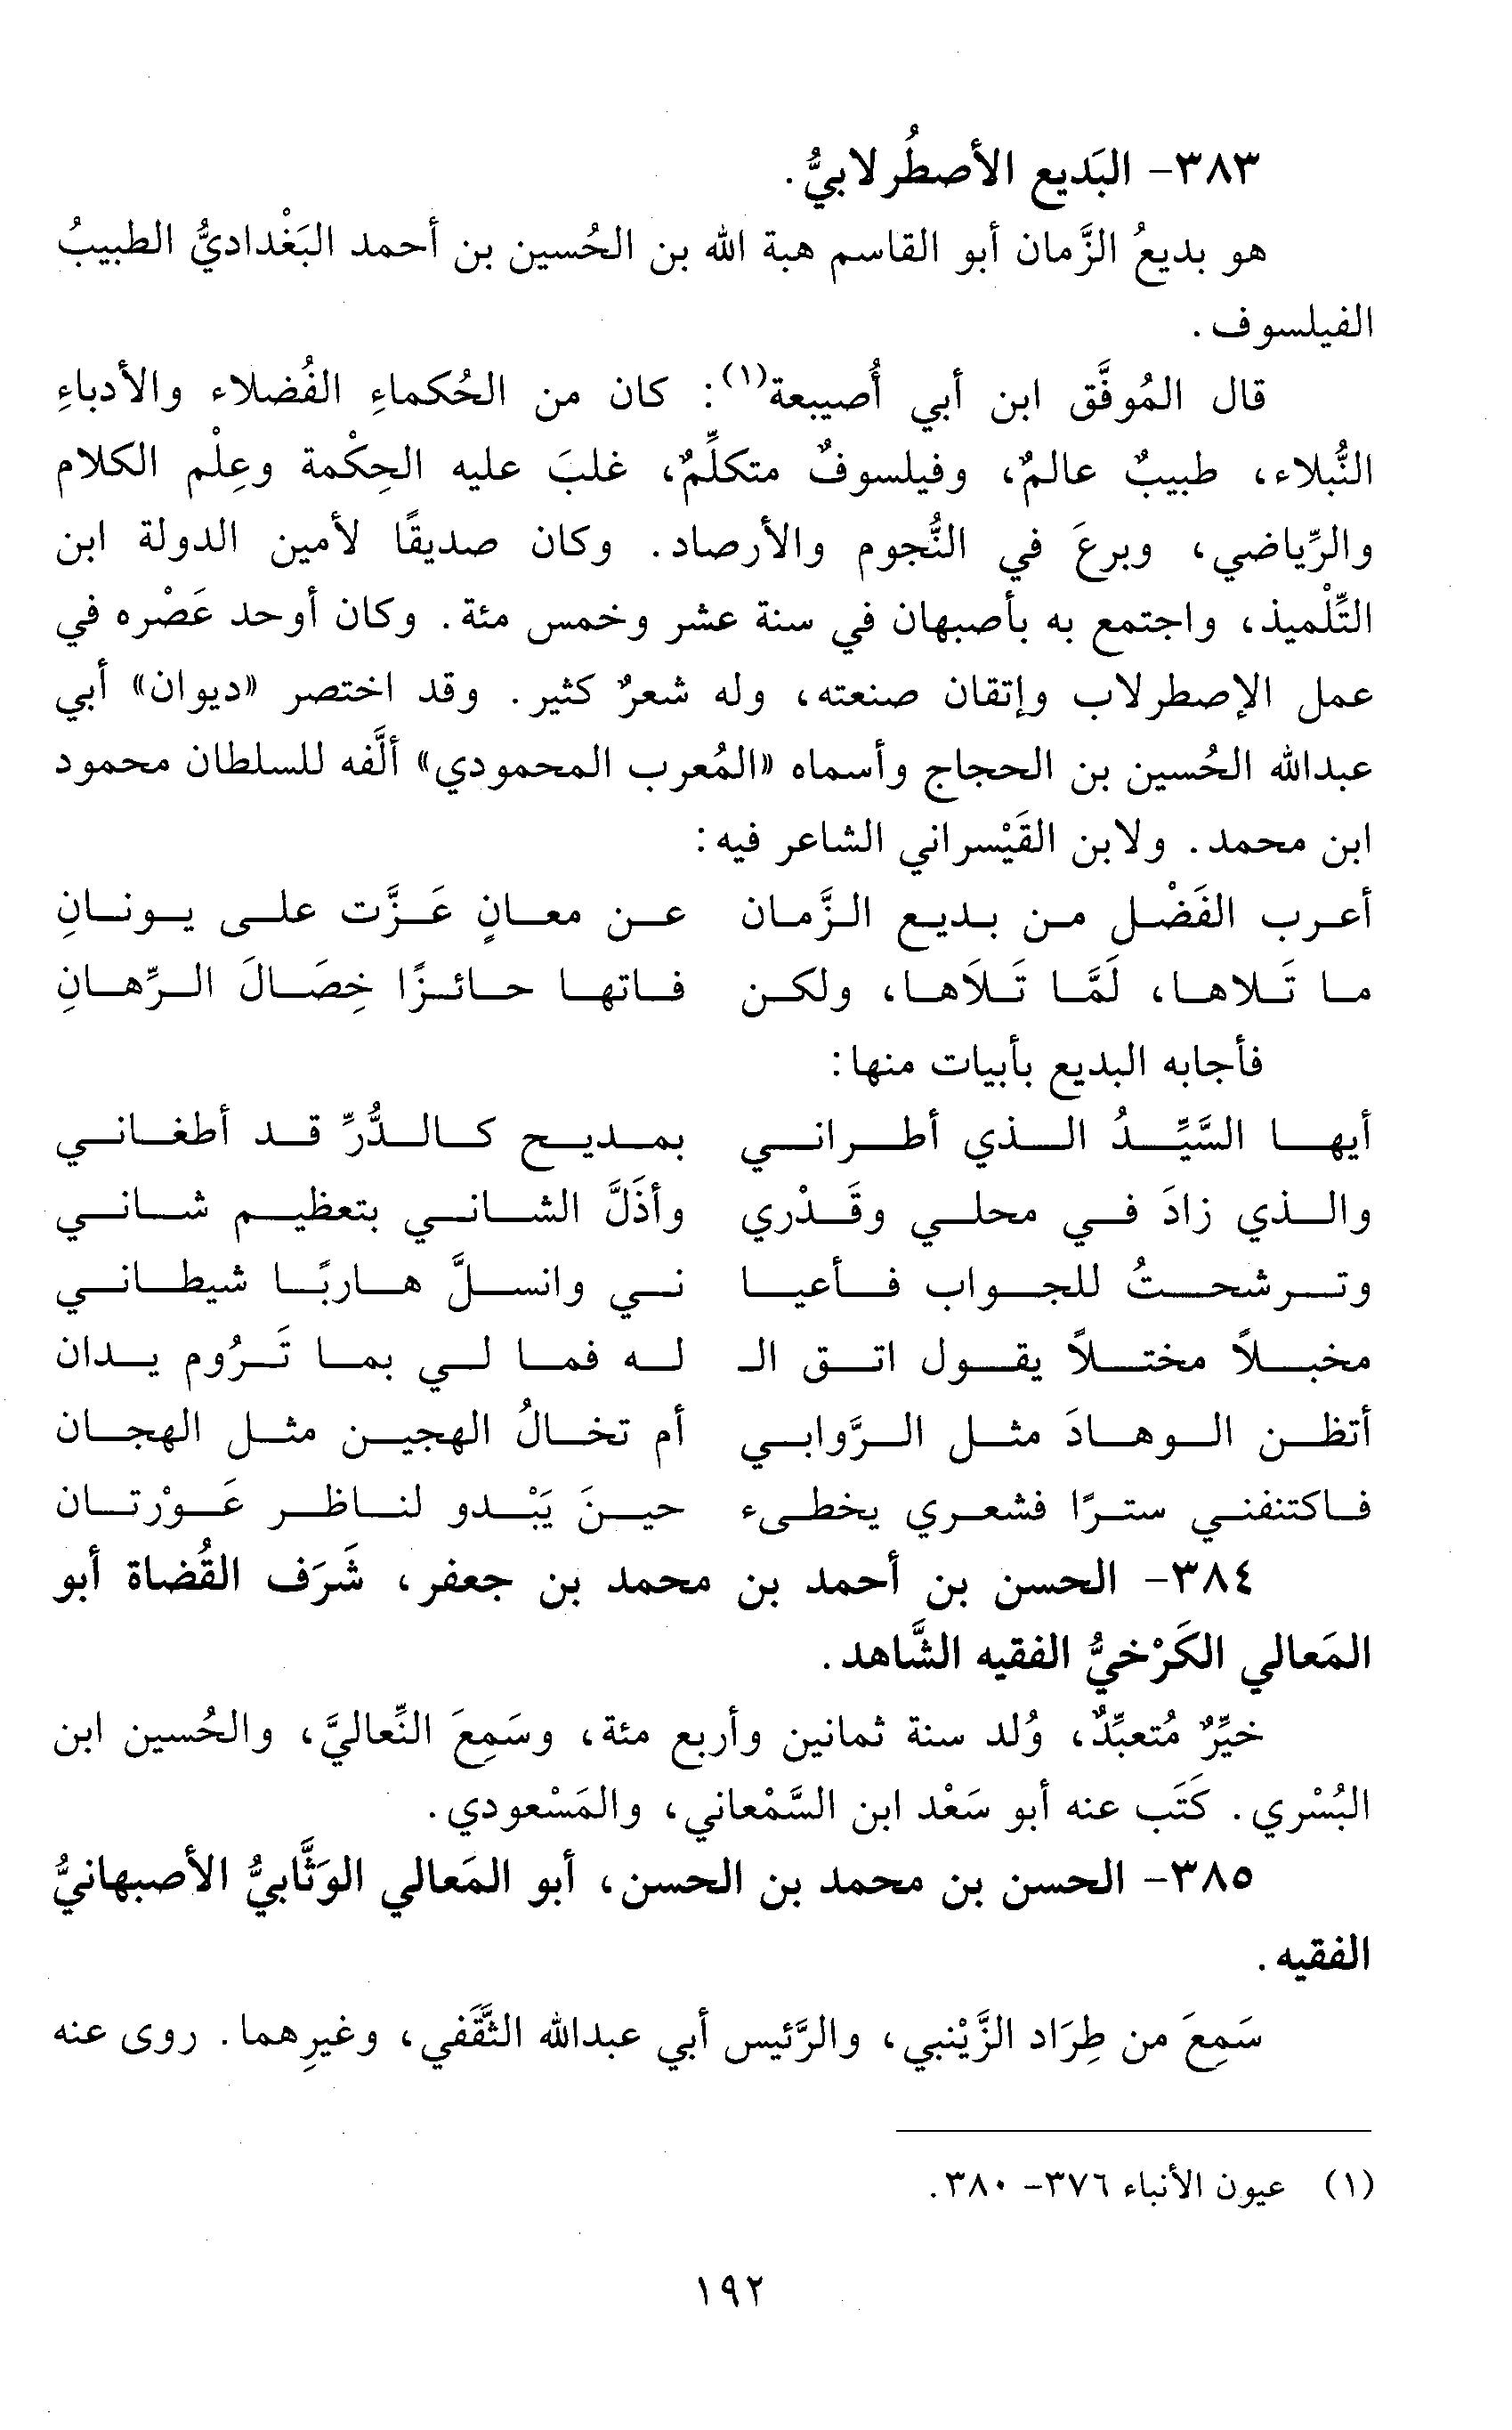 ٣٨٣- البَديع الأصطُرلابيُّ.
هو بديعُ الزَّمان أبو القاسم هبة الله بن الحُسين بن أحمد البَغْداديُّ الطبيبُ
الفيلسوف.
قال المُوفَّق ابن أبي أُصيبعة(١): كان من الحُكماءِ الفُضلاء والأدباءِ
النُّبلاء، طبيبٌ عالمٌ، وفيلسوفٌ متكلِّمٌ، غلبَ عليه الحِكْمة وعِلْم الكلام
والرِّياضي، وبرعَ في النُّجوم والأرصاد. وكان صديقًا لأمين الدولة ابن
التِّلْميذ، واجتمع به بأصبهان في سنة عشر وخمس مئة. وكان أوحد عَصْره في
عمل الإصطرلاب وإتقان صنعته، وله شعرٌ كثير. وقد اختصر «ديوان» أبي
عبدالله الحُسين بن الحجاج وأسماه «المُعرب المحمودي» ألَّفه للسلطان محمود
ابن محمد. ولابن القَيْسراني الشاعر فيه:
أعرب الفَضْل من بديع الزَّمان عن معانٍ عَزَّت على يونانِ
ما تَلاها، لَمَّا تَلَاها، ولكن فاتها حائزًا خِصَالَ الرِّهانِ
فأجابه البديع بأبيات منها:
أيها السَّيِّدُ الذي أطراني بمديح كالدُّرِّ قد أطغاني
والذي زادَ في محلي وقَدْري وأذَلَّ الشاني بتعظيم شاني
وترشحتُ للجواب فأعيا ني وانسلَّ هاربًا شيطاني
مخبلاً مختلاً يقول اتق الـ له فما لي بما تَرُوم يدان
أتظن الوهادَ مثل الرَّوابي أم تخالُ الهجين مثل الهجان
فاكتنفني سترًا فشعري يخطىء حينَ يَبْدو لناظر عَوْرتان
٣٨٤- الحسن بن أحمد بن محمد بن جعفر، شَرَف القُضاة أبو
المَعالي الكَرْخيُّ الفقيه الشَّاهد.
خيِّرٌ مُتعبِّدٌ، وُلد سنة ثمانين وأربع مئة، وسَمِعَ النِّعاليَّ، والحُسين ابن
البُسْري. كَتَب عنه أبو سَعْد ابن السَّمْعاني، والمَسْعودي.
٣٨٥- الحسن بن محمد بن الحسن، أبو المَعالي الوَثَّابيُّ الأصبهانيُّ
الفقيه.
سَمِعَ من طِرَاد الزَّيْنبي، والرَّئيس أبي عبدالله الثَّقَفي، وغيرِهما. روى عنه
(١) عيون الأنباء ٣٧٦- ٣٨٠.
١٩٢